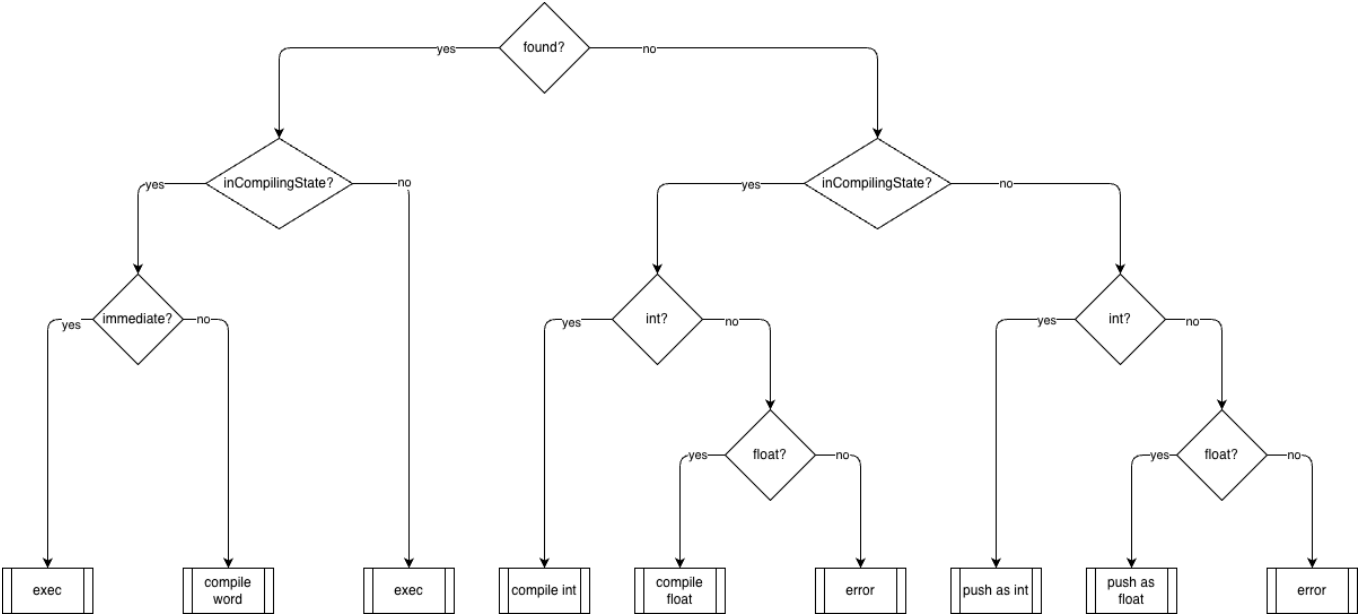 found?
yes
no
inCompilingState?
yes
no
inCompilingState?
yes
no
immediate?
yes
no
int?
yes
no
int?
yes
no
float?
yes
no
float?
yes
no
exec
compile
word
exec
compile int
compile
float
error
push as int
push as
float
error